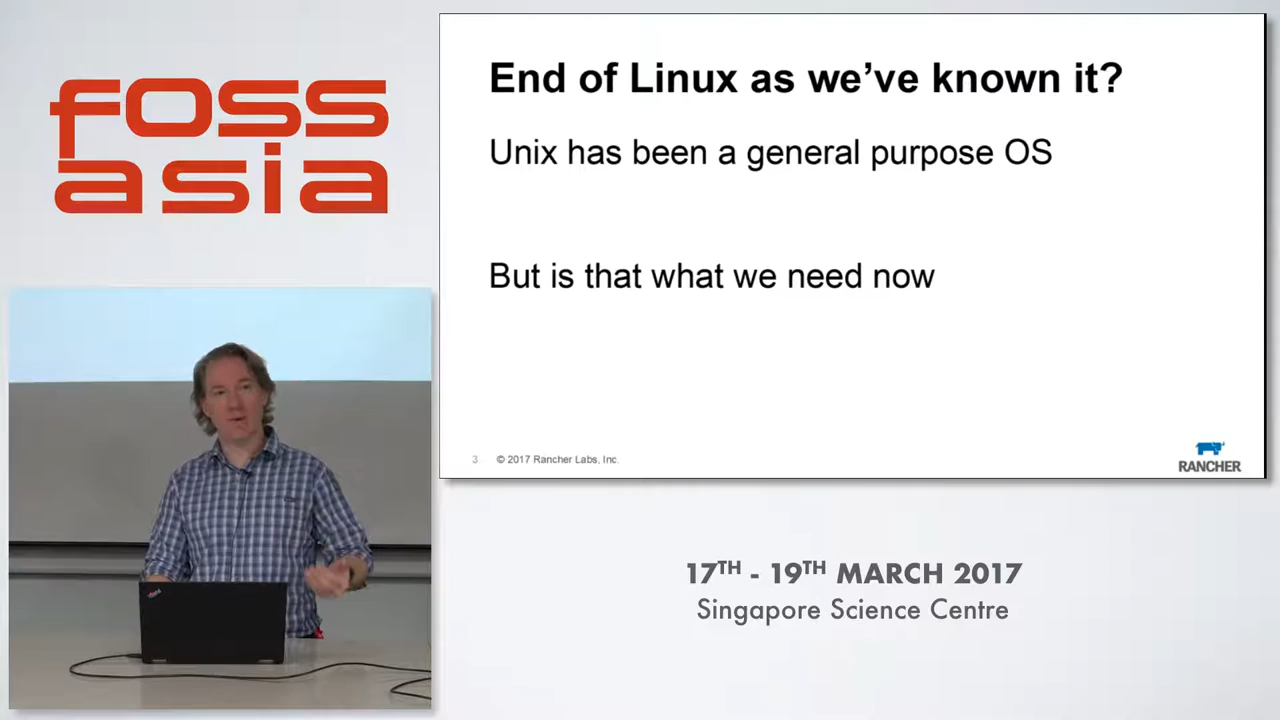 foss
asia
End of Linux as we've known it?
Unix has been a general purpose OS
But is that what we need now
3 © 2017 Rancher Labs, Inc.
RANCHER
17TH - 19TH MARCH 2017
Singapore Science Centre